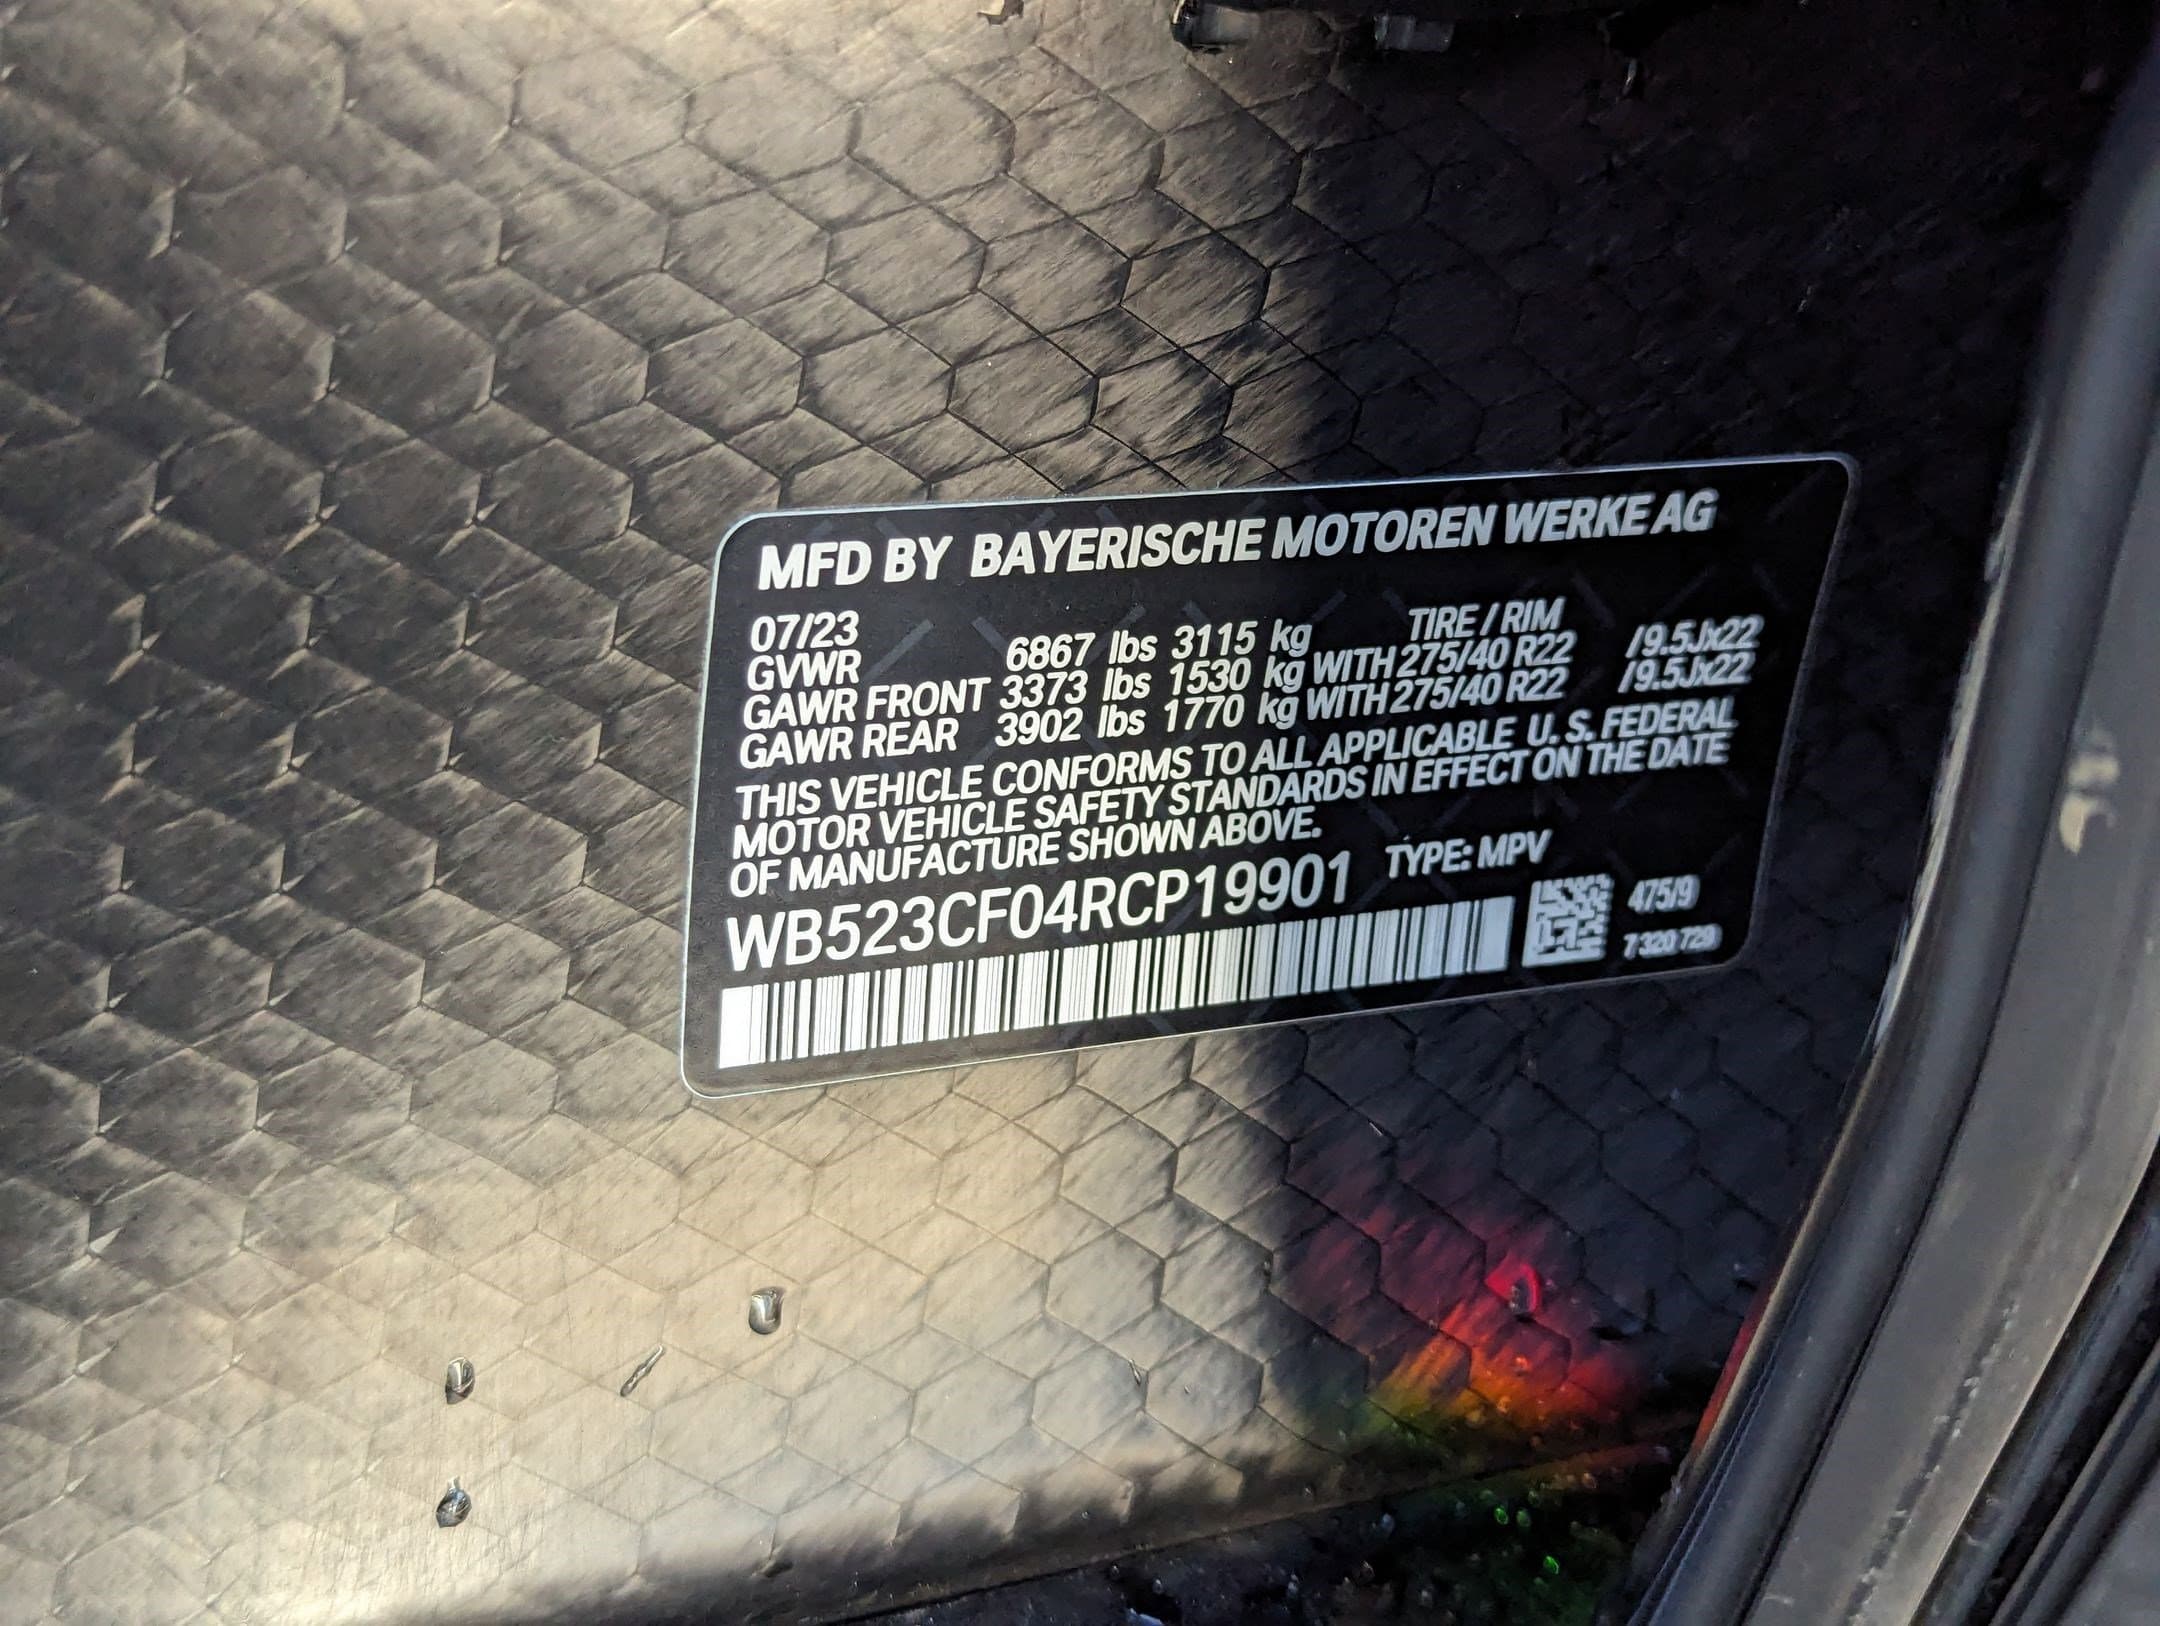 MFD BY BAYERISCHE MOTOREN WERKE AG
07/23 TIRE / RIM
GVWR 6867 lbs 3115 kg
GAWR FRONT 3373 lbs 1530 kg WITH 275/40 R22 /9.5Jx22
GAWR REAR 3902 lbs 1770 kg WITH 275/40 R22 /9.5Jx22
THIS VEHICLE CONFORMS TO ALL APPLICABLE U. S. FEDERAL
MOTOR VEHICLE SAFETY STANDARDS IN EFFECT ON THE DATE
OF MANUFACTURE SHOWN ABOVE.
WB523CF04RCP19901 TYPE: MPV
475/9
7 320 729